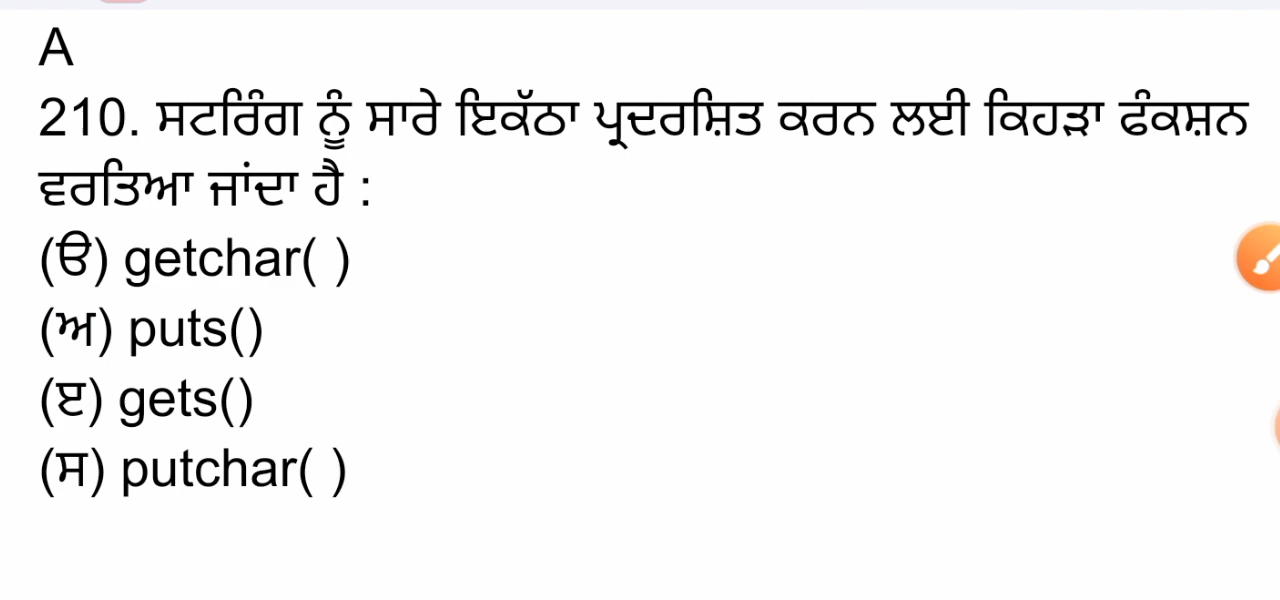 A
210. ਸਟਰਿੰਗ ਨੂੰ ਸਾਰੇ ਇਕੱਠਾ ਪ੍ਰਦਰਸ਼ਿਤ ਕਰਨ ਲਈ ਕਿਹੜਾ ਫੰਕਸ਼ਨ
ਵਰਤਿਆ ਜਾਂਦਾ ਹੈ :
(ੳ) getchar( )
(ਅ) puts()
(ੲ) gets()
(ਸ) putchar( )